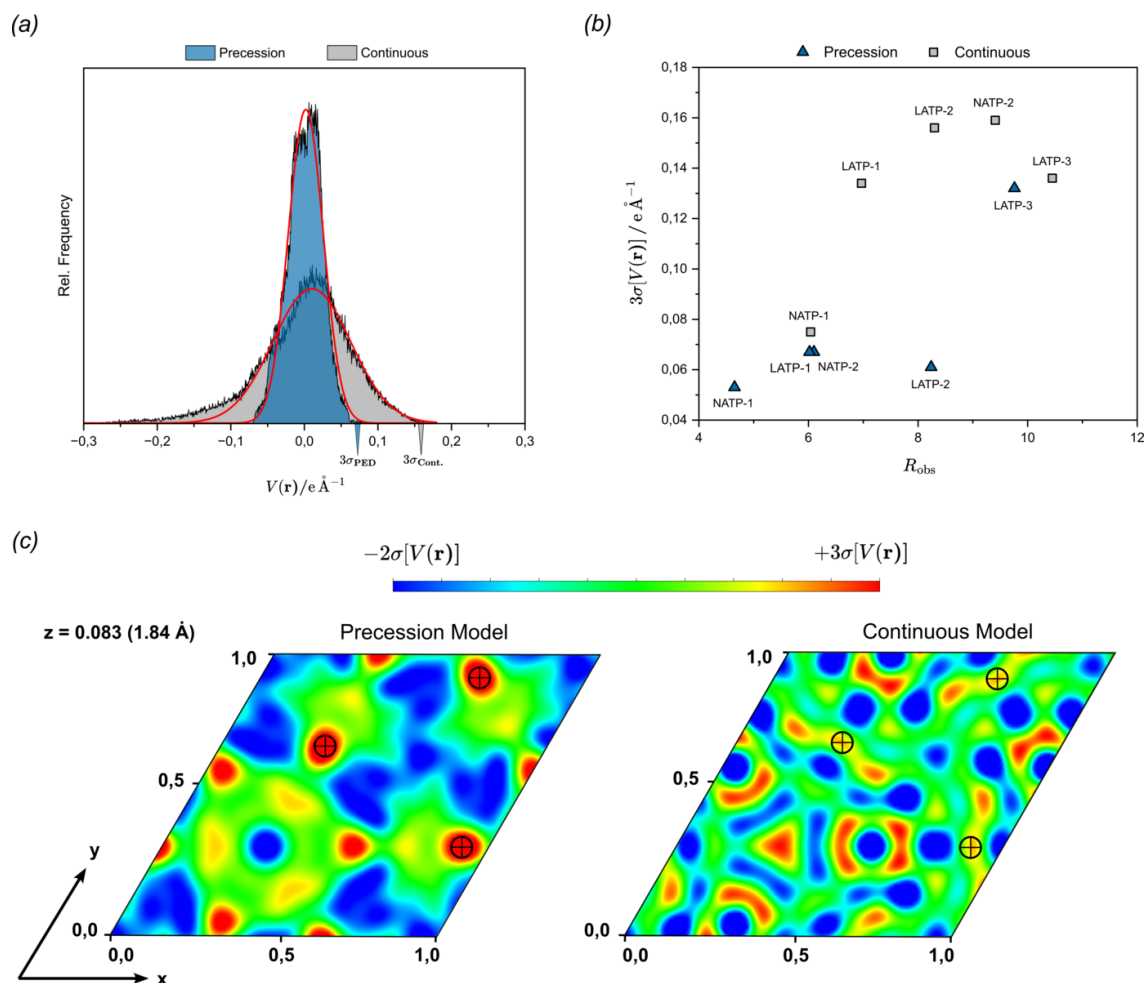 (a)
Precession Continuous
Rel. Frequency
−0,3 −0,2 −0,1 0,0 0,1 0,2 0,3
3σPED 3σCont.
V(r)/e Å−1
(b)
Precession Continuous
3σ[V(r)] / e Å−1
0,18
0,16
0,14
0,12
0,10
0,08
0,06
0,04
LATP-2
NATP-2
LATP-1
LATP-3
LATP-3
NATP-1
LATP-1
NATP-2
LATP-2
NATP-1
4 6 8 10 12
Robs
(c)
−2σ[V(r)] +3σ[V(r)]
z = 0.083 (1.84 Å)
Precession Model
1,0
0,5
0,0
0,0 0,5 1,0
y
x
Continuous Model
1,0
0,5
0,0
0,0 0,5 1,0